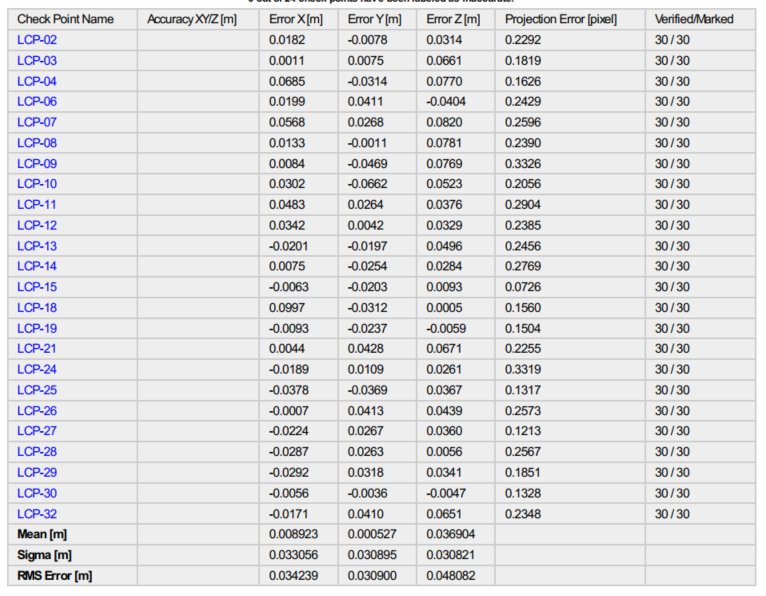 0 out of 24 check points have been labeled as inaccurate.
Check Point Name Accuracy XY/Z [m] Error X [m] Error Y [m] Error Z [m] Projection Error [pixel] Verified/Marked
LCP-02 0.0182 -0.0078 0.0314 0.2292 30 / 30
LCP-03 0.0011 0.0075 0.0661 0.1819 30 / 30
LCP-04 0.0685 -0.0314 0.0770 0.1626 30 / 30
LCP-06 0.0199 0.0411 -0.0404 0.2429 30 / 30
LCP-07 0.0568 0.0268 0.0820 0.2596 30 / 30
LCP-08 0.0133 -0.0011 0.0781 0.2390 30 / 30
LCP-09 0.0084 -0.0469 0.0769 0.3326 30 / 30
LCP-10 0.0302 -0.0662 0.0523 0.2056 30 / 30
LCP-11 0.0483 0.0264 0.0376 0.2904 30 / 30
LCP-12 0.0342 0.0042 0.0329 0.2385 30 / 30
LCP-13 -0.0201 -0.0197 0.0496 0.2456 30 / 30
LCP-14 0.0075 -0.0254 0.0284 0.2769 30 / 30
LCP-15 -0.0063 -0.0203 0.0093 0.0726 30 / 30
LCP-18 0.0997 -0.0312 0.0005 0.1560 30 / 30
LCP-19 -0.0093 -0.0237 -0.0059 0.1504 30 / 30
LCP-21 0.0044 0.0428 0.0671 0.2255 30 / 30
LCP-24 -0.0189 0.0109 0.0261 0.3319 30 / 30
LCP-25 -0.0378 -0.0369 0.0367 0.1317 30 / 30
LCP-26 -0.0007 0.0413 0.0439 0.2573 30 / 30
LCP-27 -0.0224 0.0267 0.0360 0.1213 30 / 30
LCP-28 -0.0287 0.0263 0.0056 0.2567 30 / 30
LCP-29 -0.0292 0.0318 0.0341 0.1851 30 / 30
LCP-30 -0.0056 -0.0036 -0.0047 0.1328 30 / 30
LCP-32 -0.0171 0.0410 0.0651 0.2348 30 / 30
Mean [m] 0.008923 0.000527 0.036904
Sigma [m] 0.033056 0.030895 0.030821
RMS Error [m] 0.034239 0.030900 0.048082